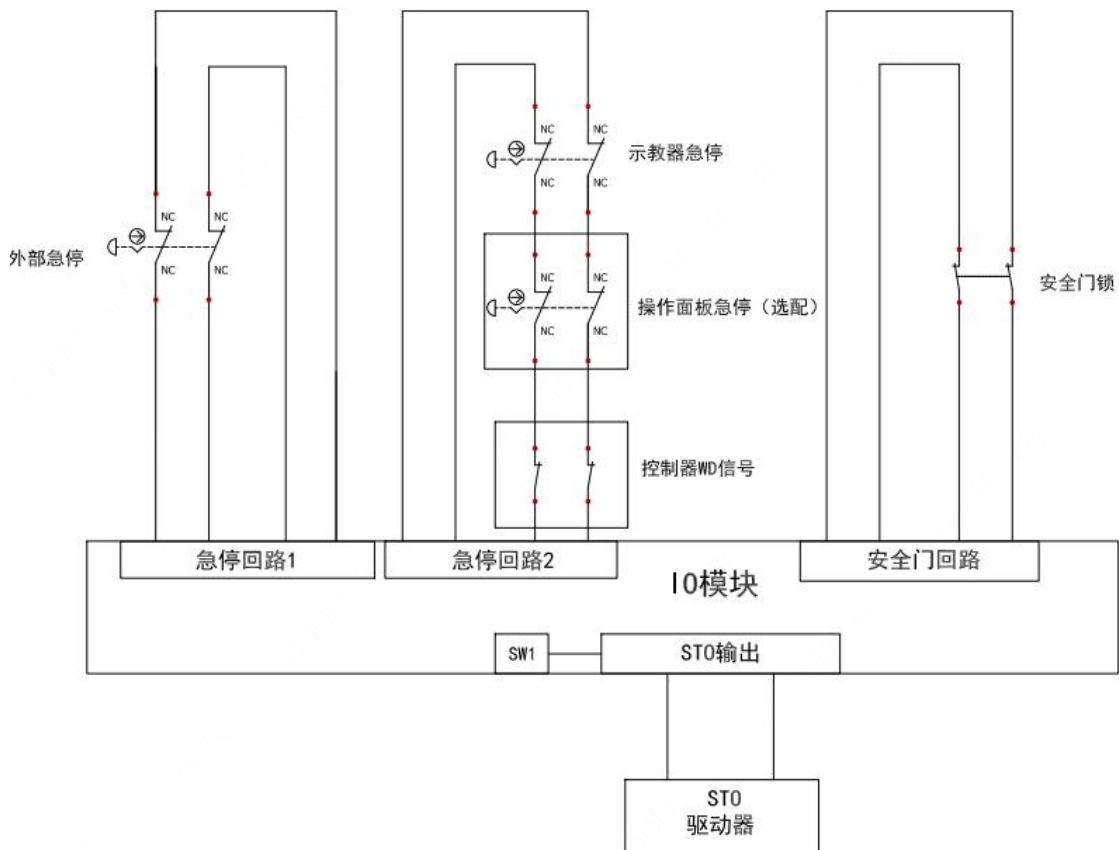 NC
NC
示教器急停
NC
NC
NC
NC
外部急停
NC
NC
NC
NC
操作面板急停（选配）
NC
NC
安全门锁
控制器WD信号
急停回路1
急停回路2
安全门回路
IO模块
SW1
STO输出
STO
驱动器